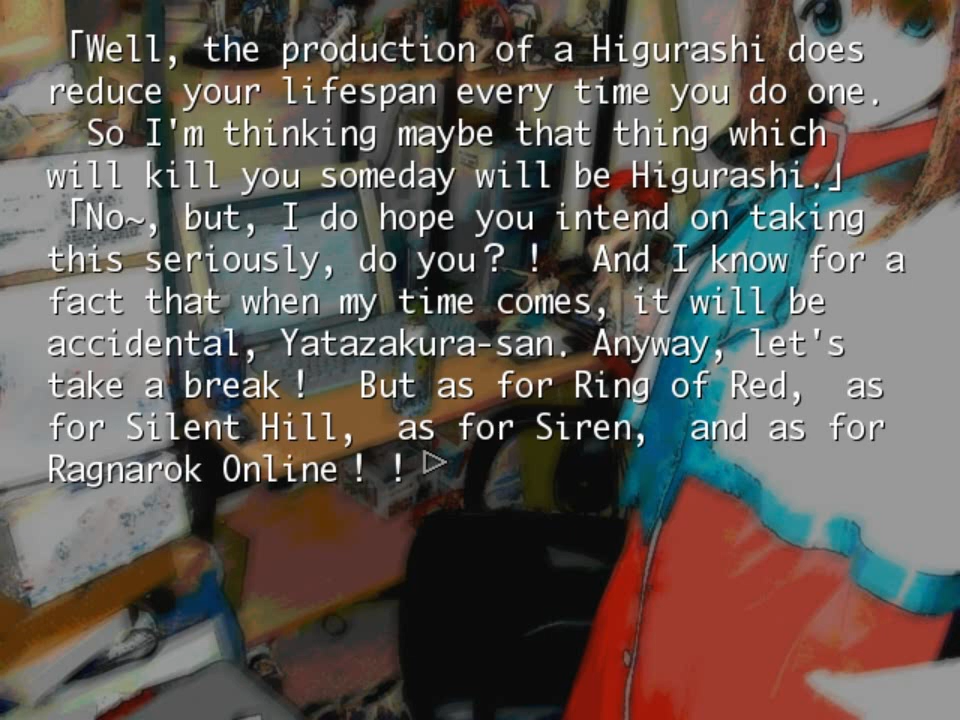 「Well, the production of a Higurashi does
reduce your lifespan every time you do one.
So I'm thinking maybe that thing which
will kill you someday will be Higurashi.」
「No~, but, I do hope you intend on taking
this seriously, do you？！ And I know for a
fact that when my time comes, it will be
accidental, Yatazakura-san. Anyway, let's
take a break！ But as for Ring of Red, as
for Silent Hill, as for Siren, and as for
Ragnarok Online！！